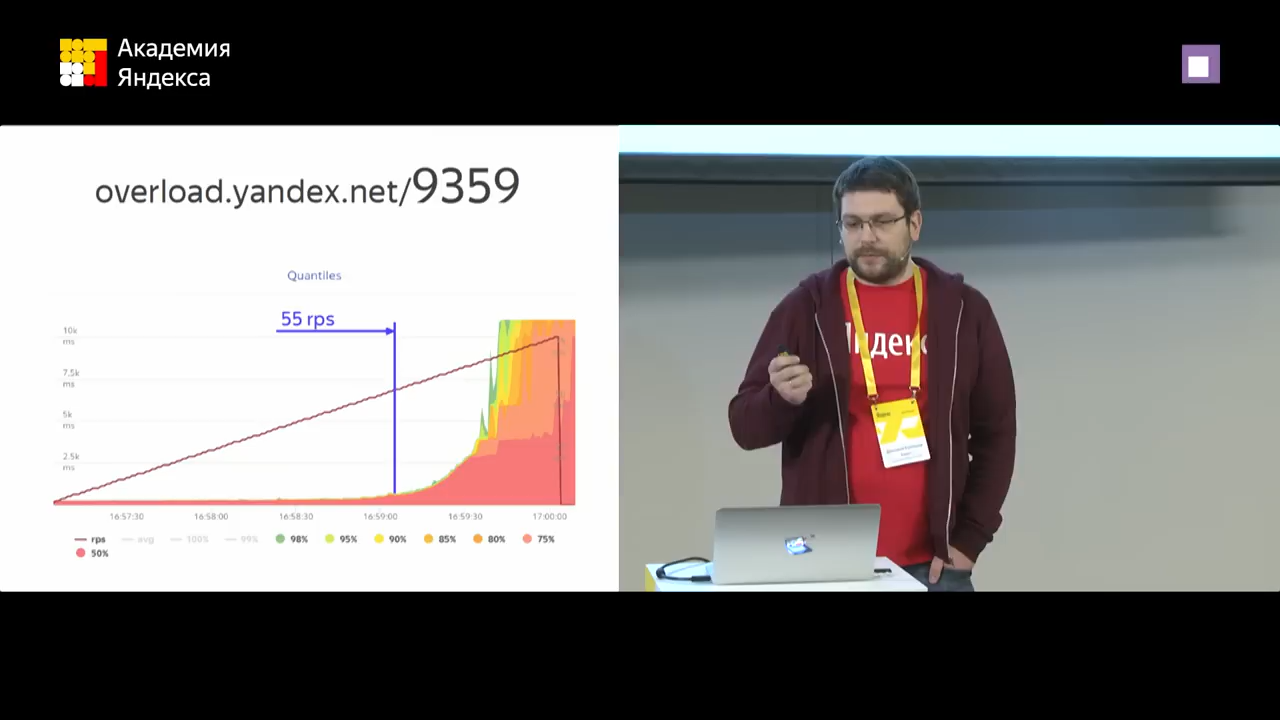 Академия
Яндекса
overload.yandex.net/9359
Quantiles
55 rps
10k
ms
7,5k
ms
5k
ms
2.5k
ms
16:57:30 16:58:00 16:58:30 16:59:00 16:59:30 17:00:00
rps avg 100% 99% 98% 95% 90% 85% 80% 75%
50%
Яндекс